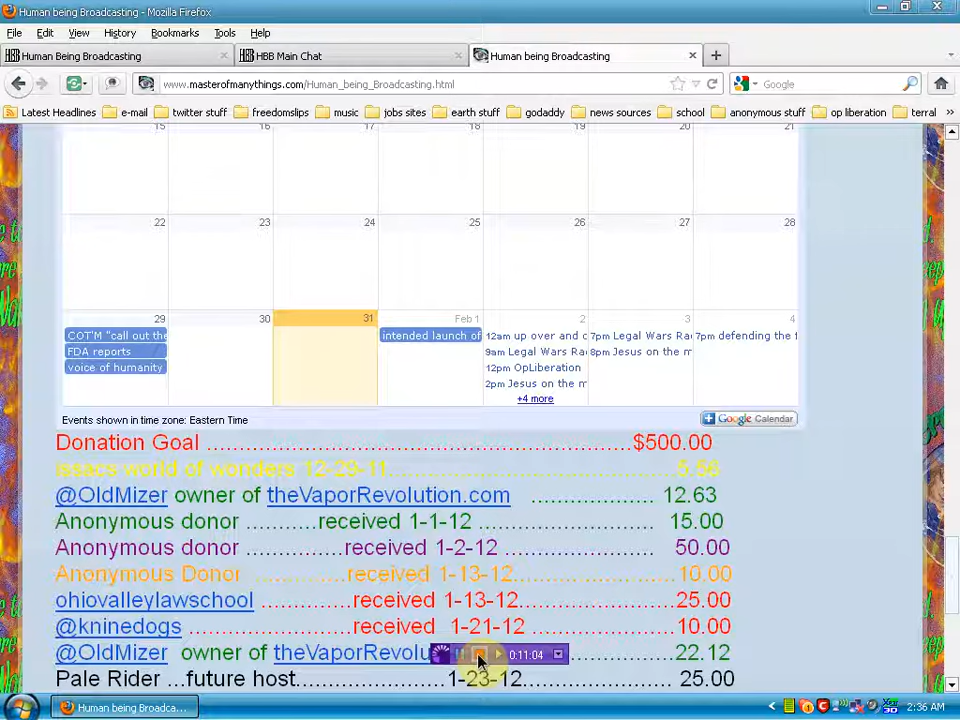 Human being Broadcasting - Mozilla Firefox
File Edit View History Bookmarks Tools Help
Human Being Broadcasting HBB Main Chat Human being Broadcasting
www.masterofmanythings.com/Human_being_Broadcasting.html Google
Latest Headlines e-mail twitter stuff freedomslips music jobs sites earth stuff godaddy news sources school anonymous stuff op liberation terral
15 16 17 18 19 20 21
22 23 24 25 26 27 28
29 30 31 Feb 1 2 3 4
COT'M "call out the intended launch of 12am up over and c 7pm Legal Wars Ra 7pm defending the f
FDA reports 9am Legal Wars Ra 8pm Jesus on the m
voice of humanity 12pm OpLiberation
2pm Jesus on the m
+4 more
Events shown in time zone: Eastern Time Google Calendar
Donation Goal ...........................................................$500.00
issacs world of wonders 12-29-11......................................... 5.56
@OldMizer owner of theVaporRevolution.com ................... 12.63
Anonymous donor ...........received 1-1-12 ........................... 15.00
Anonymous donor ...............received 1-2-12 ....................... 50.00
Anonymous Donor ..............received 1-13-12......................10.00
ohiovalleylawschool ..............received 1-13-12......................25.00
@kninedogs ......................received 1-21-12 ......................10.00
@OldMizer owner of theVaporRevolu 0:11:04 ................22.12
Pale Rider ...future host......................1-23-12....................... 25.00
Human being Broadca... 2:36 AM